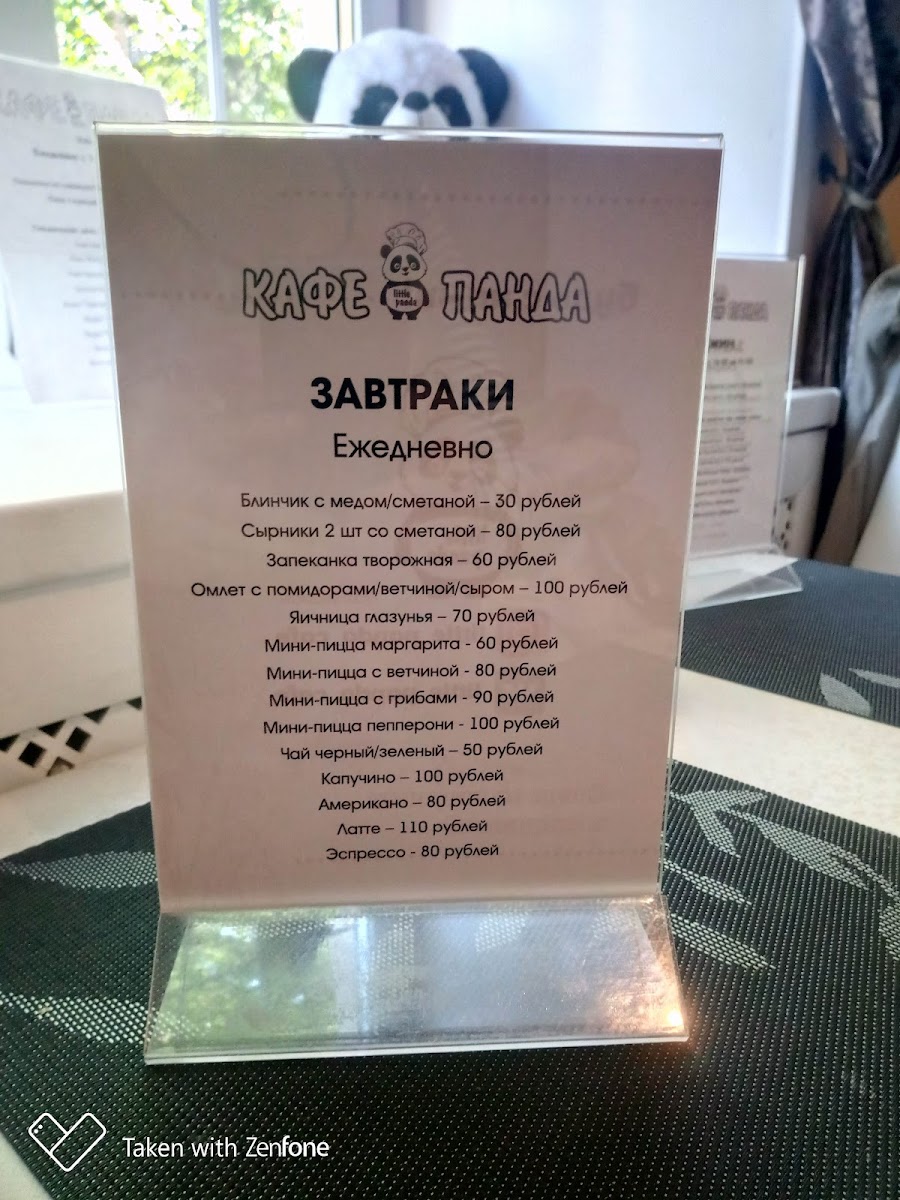 КАФЕ ПАНДА
little panda
ЗАВТРАКИ
Ежедневно
Блинчик с медом/сметаной – 30 рублей
Сырники 2 шт со сметаной – 80 рублей
Запеканка творожная – 60 рублей
Омлет с помидорами/ветчиной/сыром – 100 рублей
Яичница глазунья – 70 рублей
Мини-пицца маргарита - 60 рублей
Мини-пицца с ветчиной - 80 рублей
Мини-пицца с грибами - 90 рублей
Мини-пицца пепперони - 100 рублей
Чай черный/зеленый – 50 рублей
Капучино – 100 рублей
Американо – 80 рублей
Латте – 110 рублей
Эспрессо - 80 рублей
Taken with Zenfone